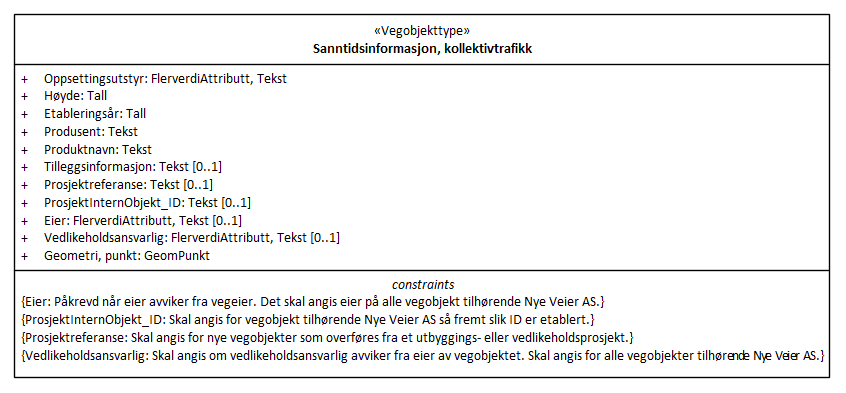 «Vegobjekttype»
Sanntidsinformasjon, kollektivtrafikk
+ Oppsettingsutstyr: FlerverdiAttributt, Tekst
+ Høyde: Tall
+ Etableringsår: Tall
+ Produsent: Tekst
+ Produktnavn: Tekst
+ Tilleggsinformasjon: Tekst [0..1]
+ Prosjektreferanse: Tekst [0..1]
+ ProsjektInternObjekt_ID: Tekst [0..1]
+ Eier: FlerverdiAttributt, Tekst [0..1]
+ Vedlikeholdsansvarlig: FlerverdiAttributt, Tekst [0..1]
+ Geometri, punkt: GeomPunkt
constraints
{Eier: Påkrevd når eier avviker fra vegeier. Det skal angis eier på alle vegobjekt tilhørende Nye Veier AS.}
{ProsjektInternObjekt_ID: Skal angis for vegobjekt tilhørende Nye Veier AS så fremt slik ID er etablert.}
{Prosjektreferanse: Skal angis for nye vegobjekter som overføres fra et utbyggings- eller vedlikeholdsprosjekt.}
{Vedlikeholdsansvarlig: Skal angis om vedlikeholdsansvarlig avviker fra eier av vegobjektet. Skal angis for alle vegobjekter tilhørende Nye Veier AS.}